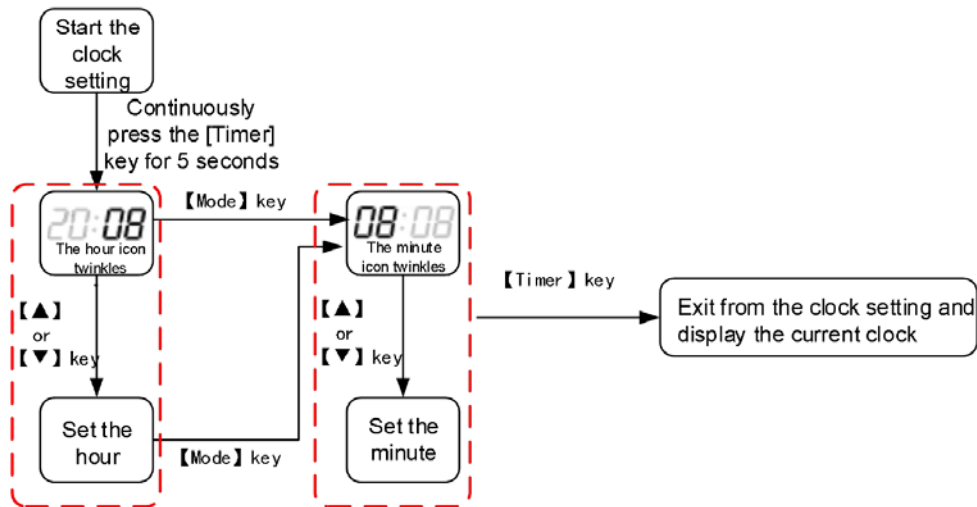 Start the
clock
setting
Continuously
press the [Timer]
key for 5 seconds
20:08
The hour icon
twinkles
【Mode】key
08:08
The minute
icon twinkles
【▲】
or
【▼】key
【▲】
or
【▼】key
【Timer】key
Exit from the clock setting and
display the current clock
Set the
hour
【Mode】key
Set the
minute